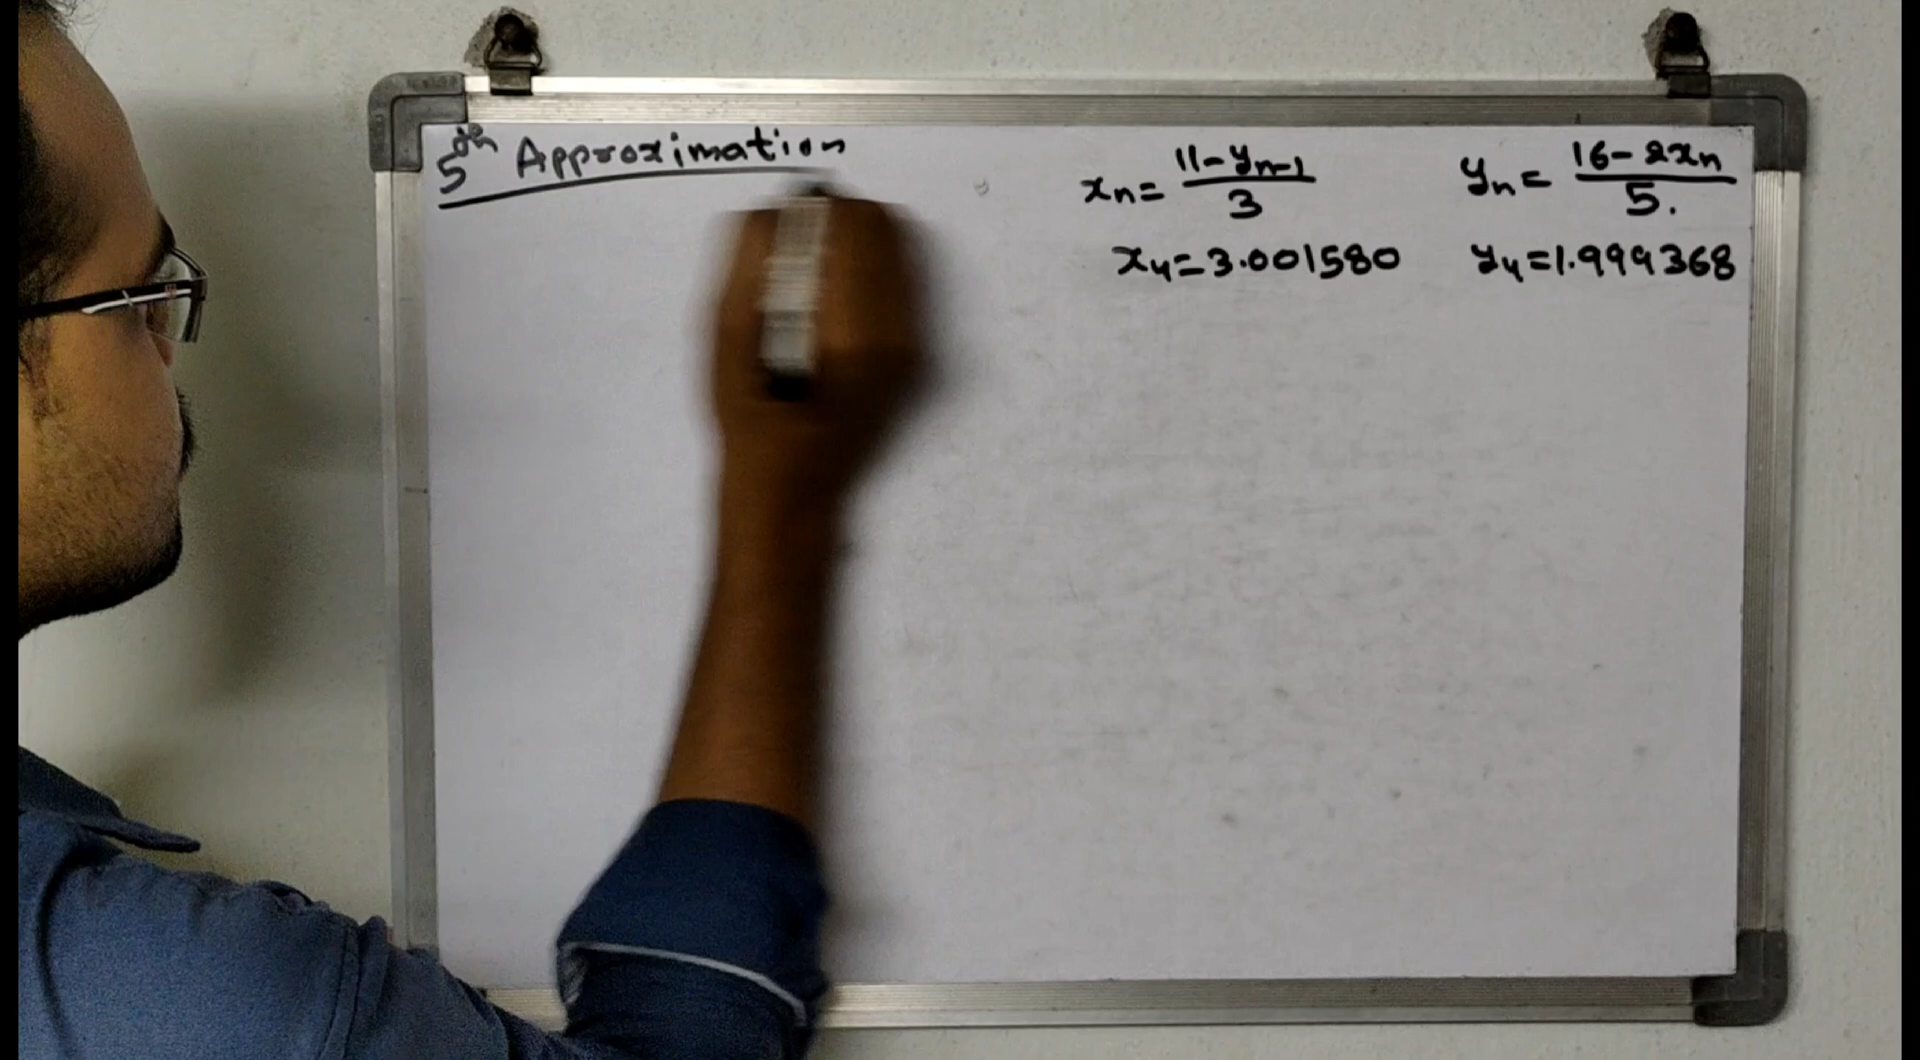 5th Approximation
xn = 11-yn-1 / 3    yn = 16-2xn / 5.
x4=3.001580    y4=1.999368